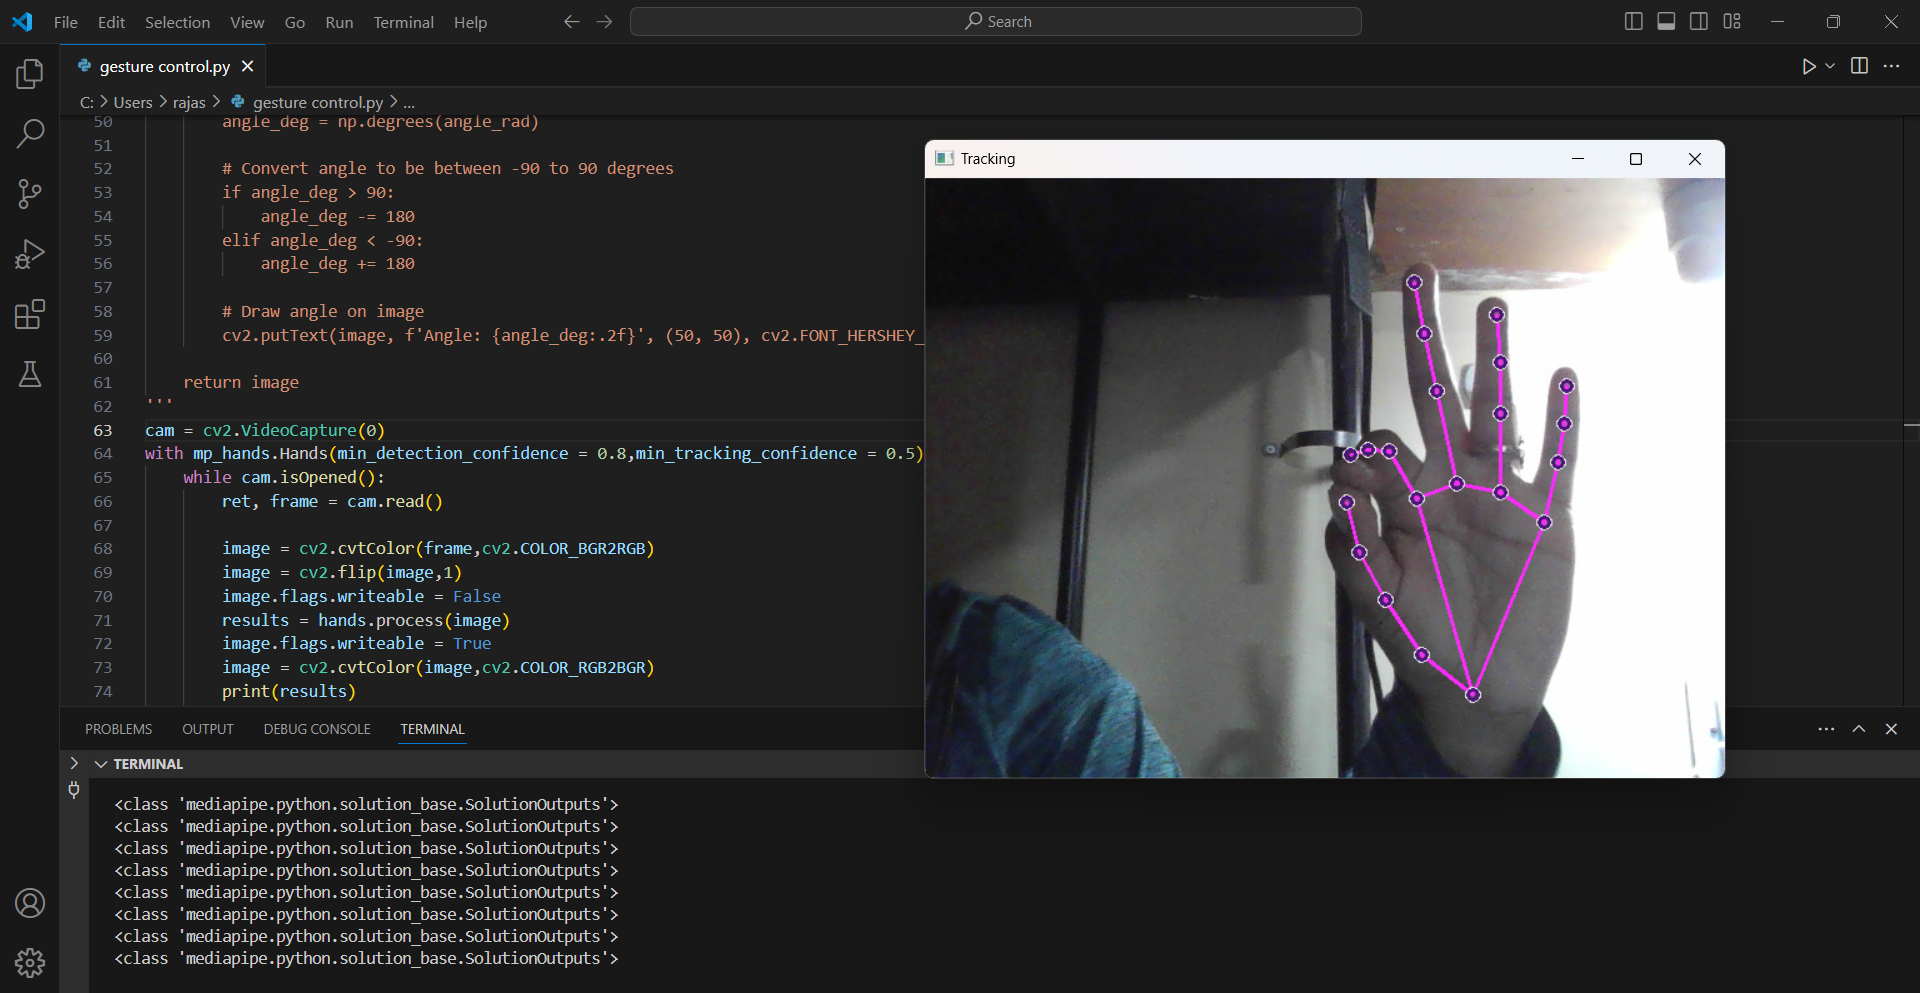 File Edit Selection View Go Run Terminal Help
Search
gesture control.py
C: > Users > rajas > gesture control.py > ...
50 angle_deg = np.degrees(angle_rad)
51
52 # Convert angle to be between -90 to 90 degrees
53 if angle_deg > 90:
54 angle_deg -= 180
55 elif angle_deg < -90:
56 angle_deg += 180
57
58 # Draw angle on image
59 cv2.putText(image, f'Angle: {angle_deg:.2f}', (50, 50), cv2.FONT_HERSHEY_
60
61 return image
62 '''
63 cam = cv2.VideoCapture(0)
64 with mp_hands.Hands(min_detection_confidence = 0.8,min_tracking_confidence = 0.5)
65 while cam.isOpened():
66 ret, frame = cam.read()
67
68 image = cv2.cvtColor(frame,cv2.COLOR_BGR2RGB)
69 image = cv2.flip(image,1)
70 image.flags.writeable = False
71 results = hands.process(image)
72 image.flags.writeable = True
73 image = cv2.cvtColor(image,cv2.COLOR_RGB2BGR)
74 print(results)
Tracking
PROBLEMS OUTPUT DEBUG CONSOLE TERMINAL
TERMINAL
<class 'mediapipe.python.solution_base.SolutionOutputs'>
<class 'mediapipe.python.solution_base.SolutionOutputs'>
<class 'mediapipe.python.solution_base.SolutionOutputs'>
<class 'mediapipe.python.solution_base.SolutionOutputs'>
<class 'mediapipe.python.solution_base.SolutionOutputs'>
<class 'mediapipe.python.solution_base.SolutionOutputs'>
<class 'mediapipe.python.solution_base.SolutionOutputs'>
<class 'mediapipe.python.solution_base.SolutionOutputs'>